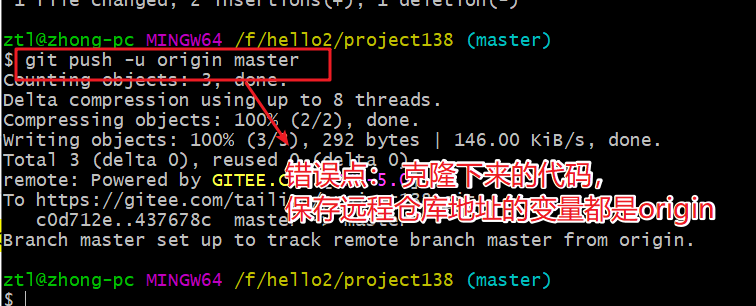 1 file changed, 2 insertions(+), 1 deletion(-)
ztl@zhong-pc MINGW64 /f/hello2/project138 (master)
$ git push -u origin master
Counting objects: 3, done.
Delta compression using up to 8 threads.
Compressing objects: 100% (2/2), done.
Writing objects: 100% (3/3), 292 bytes | 146.00 KiB/s, done.
Total 3 (delta 0), reused 0 (delta 0)
remote: Powered by GITEE.C 5.0
错误点：克隆下来的代码，
To https://gitee.com/taili
保存远程仓库地址的变量都是origin
c0d712e..437678c master mast
Branch master set up to track remote branch master from origin.
ztl@zhong-pc MINGW64 /f/hello2/project138 (master)
$